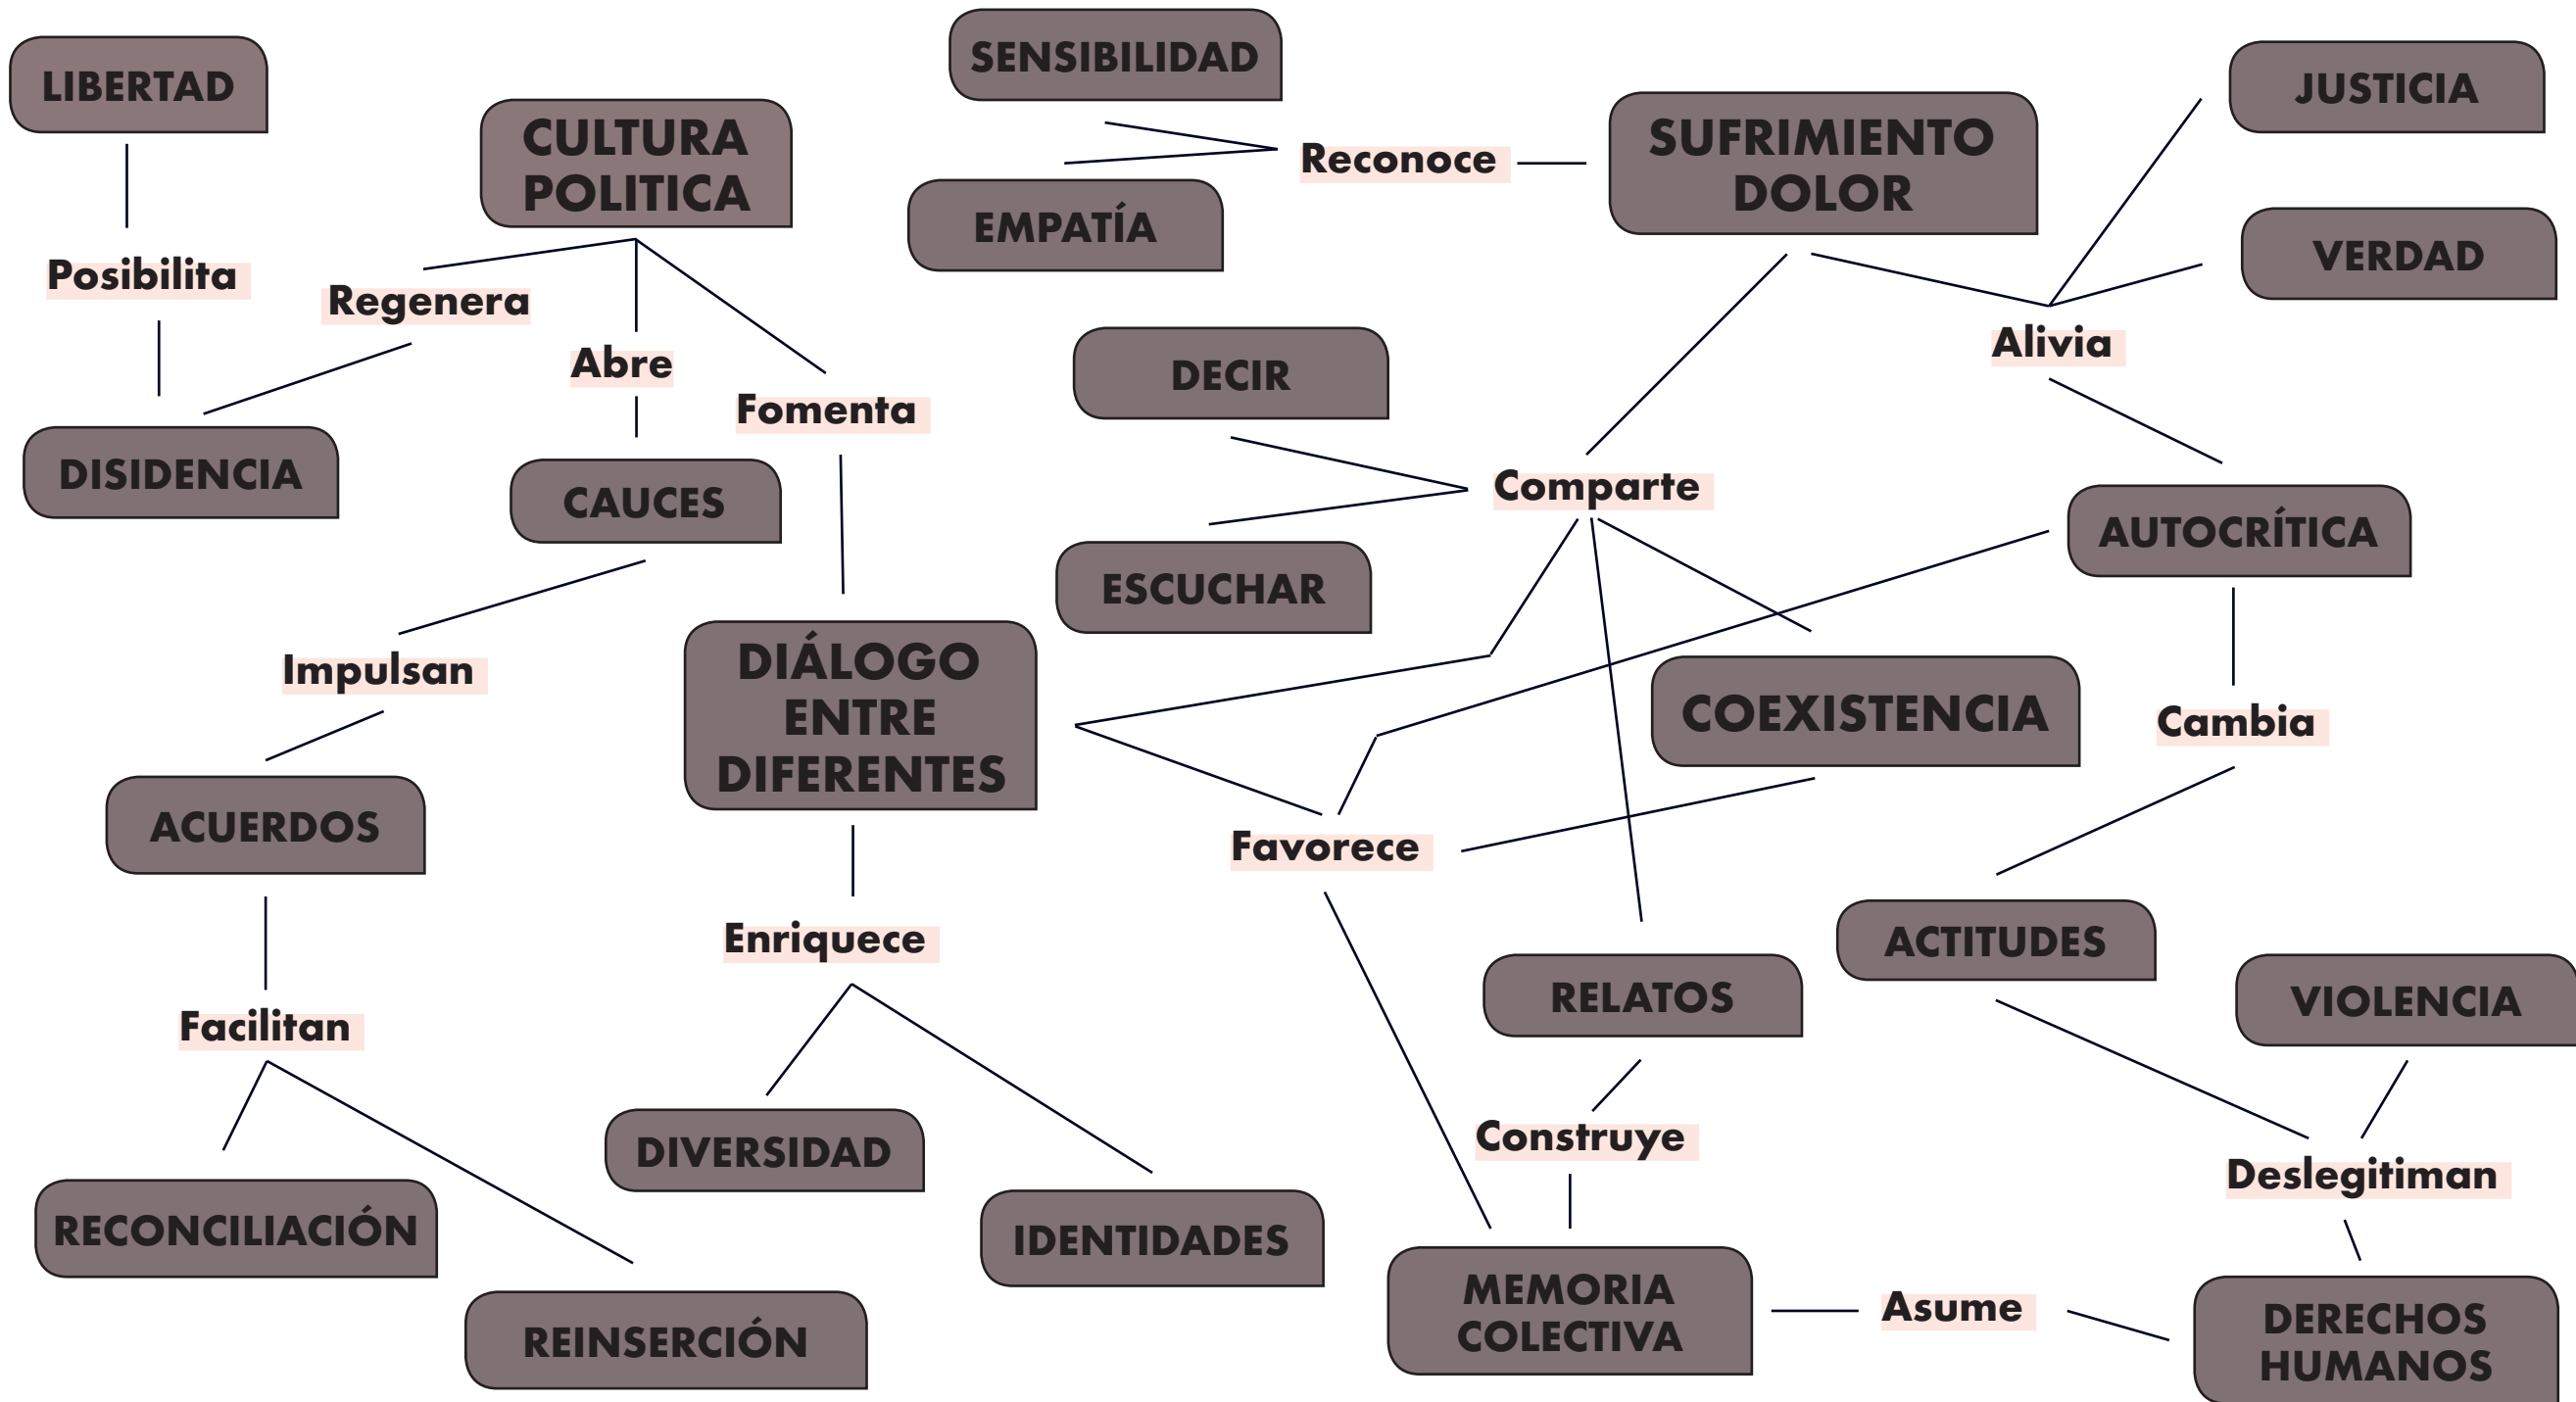 SENSIBILIDAD
LIBERTAD
JUSTICIA
CULTURA
POLITICA
SUFRIMIENTO
DOLOR
Reconoce
EMPATÍA
VERDAD
Posibilita
Regenera
Abre
Alivia
DECIR
Fomenta
DISIDENCIA
CAUCES
Comparte
AUTOCRÍTICA
ESCUCHAR
Impulsan
DIÁLOGO
ENTRE
DIFERENTES
COEXISTENCIA
Cambia
ACUERDOS
Favorece
Enriquece
ACTITUDES
RELATOS
VIOLENCIA
Facilitan
DIVERSIDAD
Construye
Deslegitiman
RECONCILIACIÓN
IDENTIDADES
REINSERCIÓN
MEMORIA
COLECTIVA
Asume
DERECHOS
HUMANOS